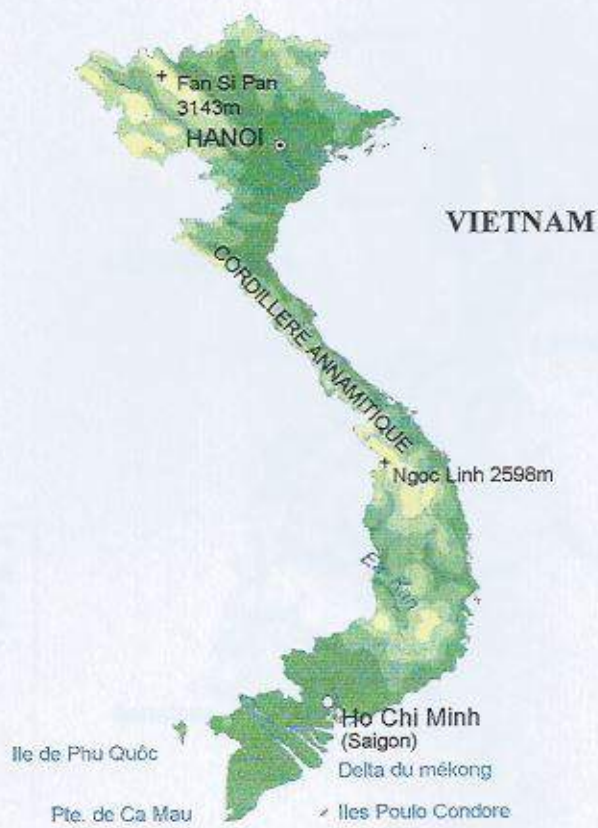 Fan Si Pan
3143m
HANOI
VIETNAM
CORDILLERE ANNAMITIQUE
Ngoc Linh 2598m
Ho Chi Minh
(Saigon)
Ile de Phu Quôc
Delta du mékong
Pte. de Ca Mau
Iles Poulo Condore